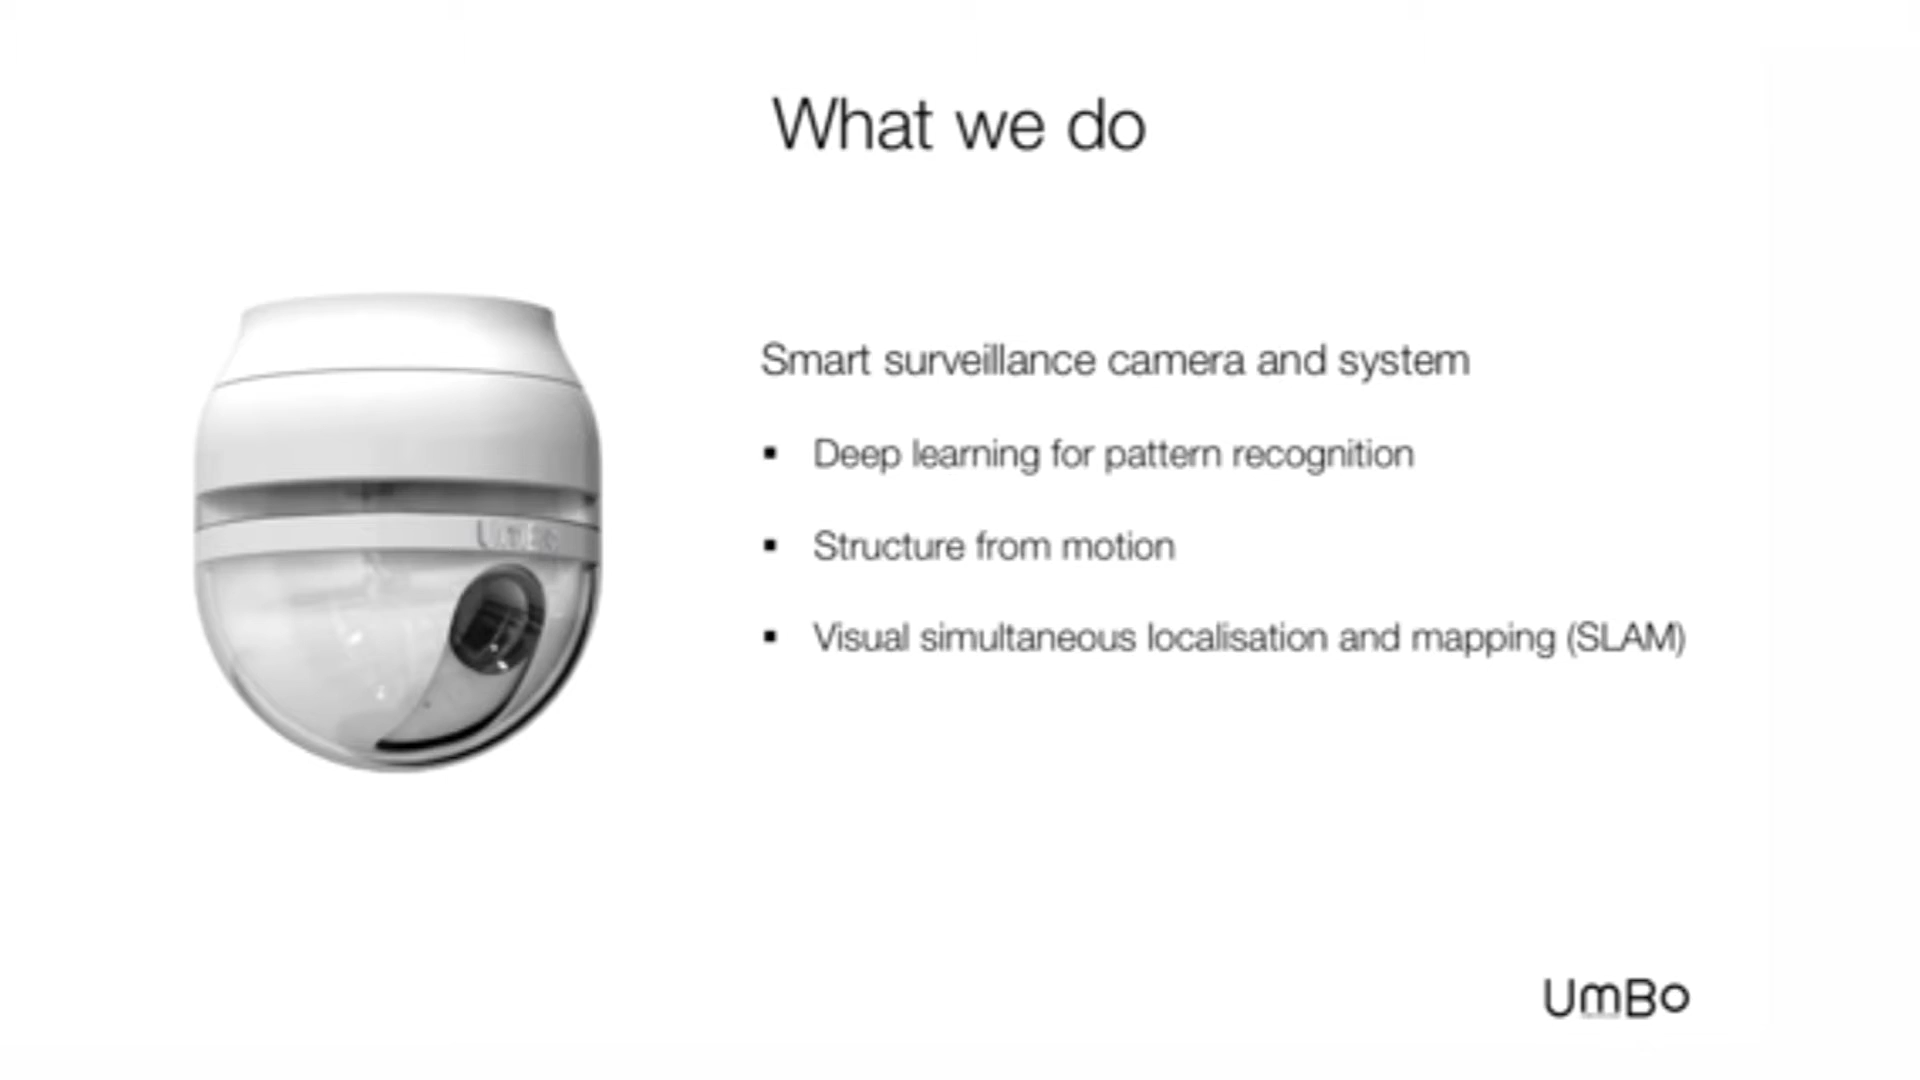 What we do
Smart surveillance camera and system
▪ Deep learning for pattern recognition
▪ Structure from motion
▪ Visual simultaneous localisation and mapping (SLAM)
UmBo
UmBo